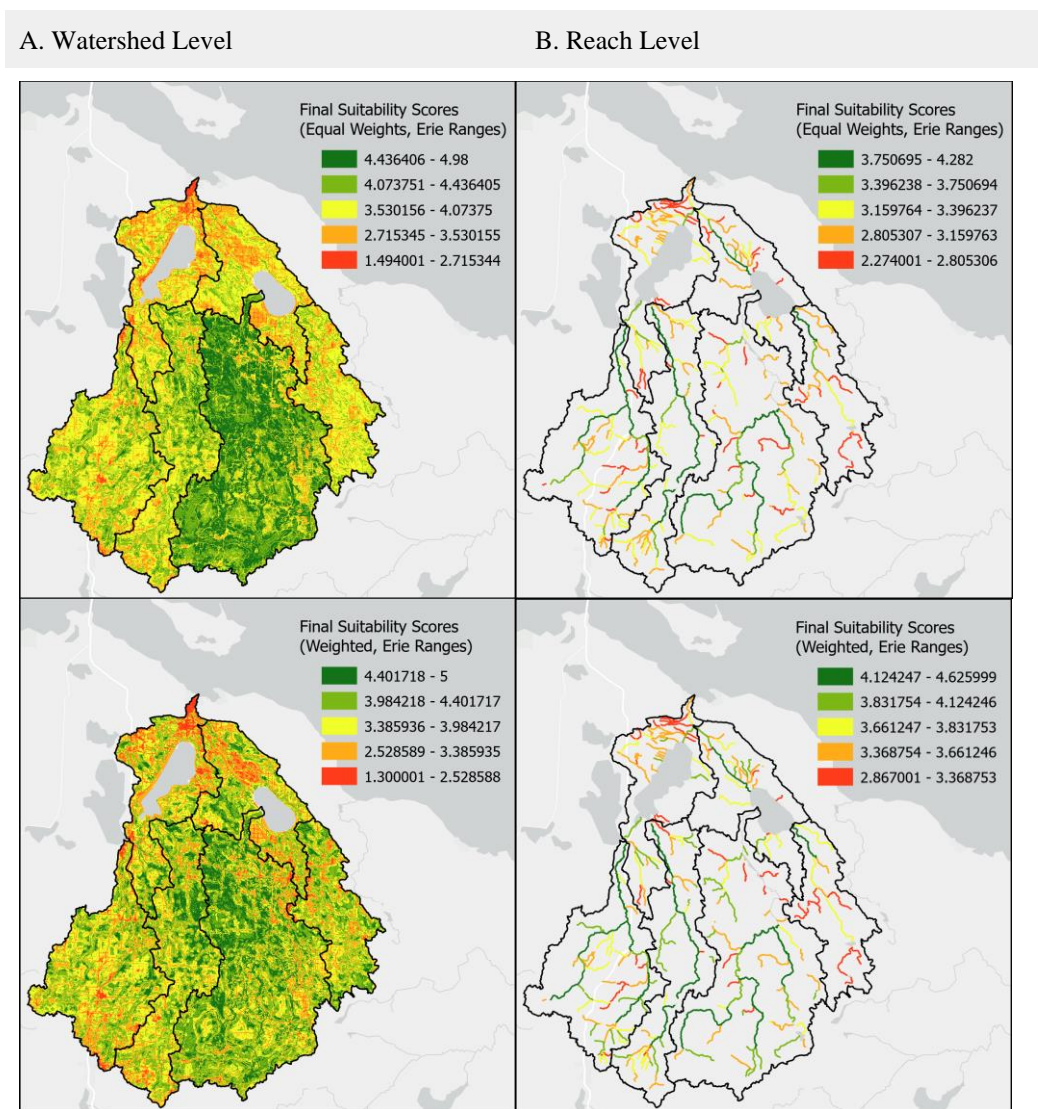 A. Watershed Level
B. Reach Level
Final Suitability Scores
(Equal Weights, Erie Ranges)
4.436406 - 4.98
4.073751 - 4.436405
3.530156 - 4.07375
2.715345 - 3.530155
1.494001 - 2.715344
Final Suitability Scores
(Equal Weights, Erie Ranges)
3.750695 - 4.282
3.396238 - 3.750694
3.159764 - 3.396237
2.805307 - 3.159763
2.274001 - 2.805306
Final Suitability Scores
(Weighted, Erie Ranges)
4.401718 - 5
3.984218 - 4.401717
3.385936 - 3.984217
2.528589 - 3.385935
1.300001 - 2.528588
Final Suitability Scores
(Weighted, Erie Ranges)
4.124247 - 4.625999
3.831754 - 4.124246
3.661247 - 3.831753
3.368754 - 3.661246
2.867001 - 3.368753